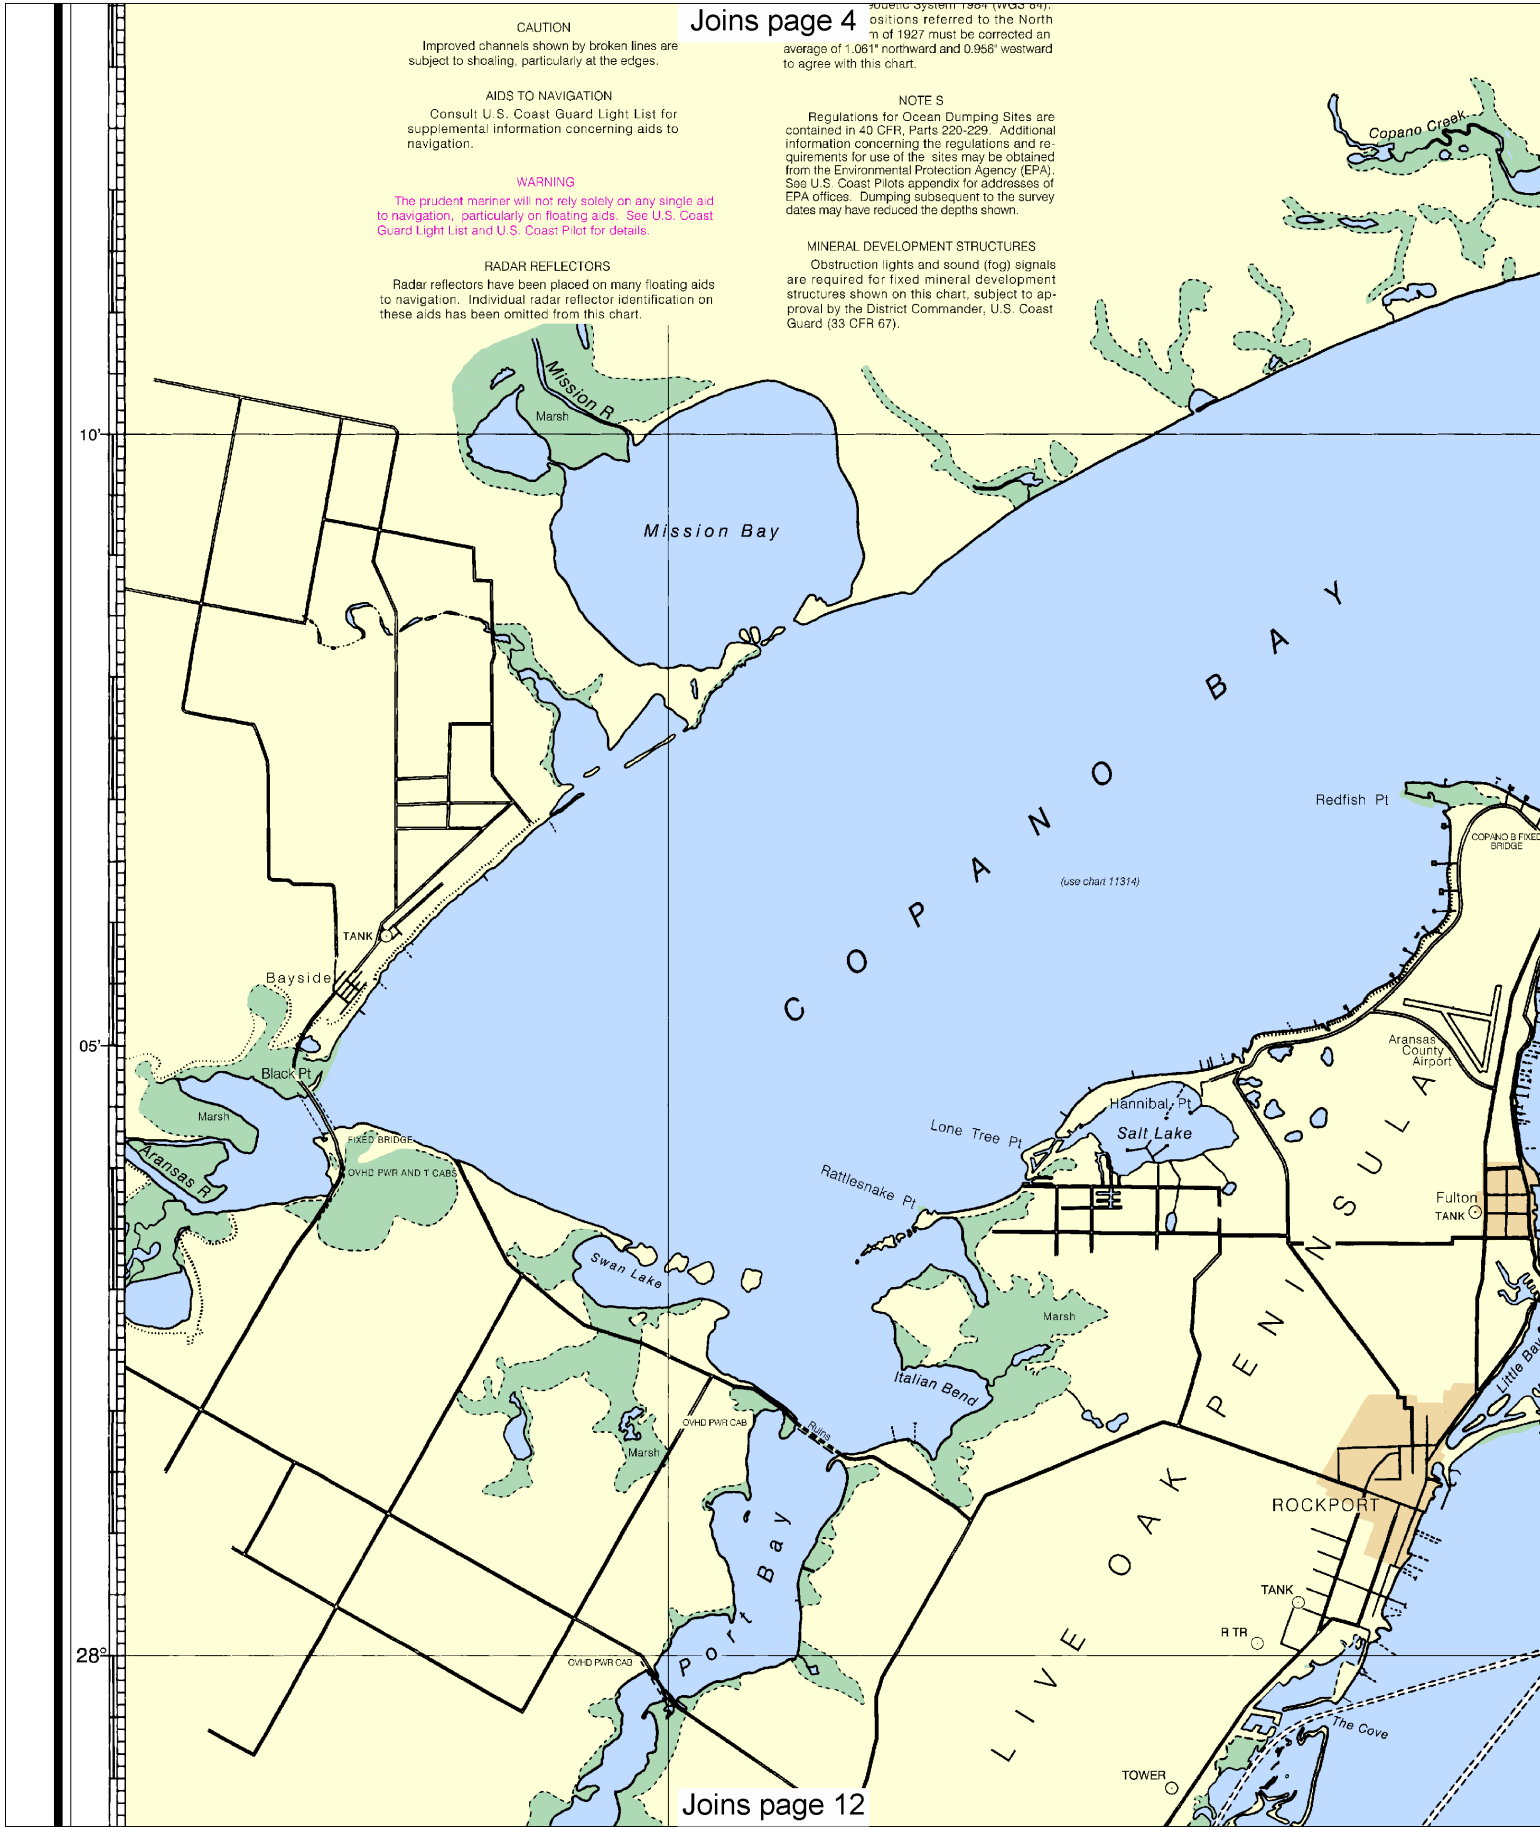 Joins page 4
CAUTION
Improved channels shown by broken lines are
subject to shoaling, particularly at the edges.
AIDS TO NAVIGATION
Consult U.S. Coast Guard Light List for
supplemental information concerning aids to
navigation.
WARNING
The prudent mariner will not rely solely on any single aid
to navigation, particularly on floating aids. See U.S. Coast
Guard Light List and U.S. Coast Pilot for details.
RADAR REFLECTORS
Radar reflectors have been placed on many floating aids
to navigation. Individual radar reflector identification on
these aids has been omitted from this chart.
System 1984 (WGS 84).
ositions referred to the North
m of 1927 must be corrected an
average of 1.061" northward and 0.956" westward
to agree with this chart.
NOTE S
Regulations for Ocean Dumping Sites are
contained in 40 CFR, Parts 220-229. Additional
information concerning the regulations and re-
quirements for use of the sites may be obtained
from the Environmental Protection Agency (EPA).
See U.S. Coast Pilots appendix for addresses of
EPA offices. Dumping subsequent to the survey
dates may have reduced the depths shown.
MINERAL DEVELOPMENT STRUCTURES
Obstruction lights and sound (fog) signals
are required for fixed mineral development
structures shown on this chart, subject to ap-
proval by the District Commander, U.S. Coast
Guard (33 CFR 67).
Copano Creek
Mission R
Marsh
10'
Mission Bay
COPANO BAY
Redfish Pt
COPANO B FIXED
BRIDGE
(use chart 11314)
TANK
Bayside
05'
Aransas
County
Airport
Black Pt
Hannibal Pt
Marsh
Salt Lake
Lone Tree Pt
FIXED BRIDGE
Aransas R
OVHD PWR AND T CABS
Rattlesnake Pt
Fulton
TANK
Swan Lake
Marsh
Little Bay
Italian Bend
OVHD PWR CAB
Ruins
Marsh
ROCKPORT
Port Bay
LIVE OAK PENINSULA
TANK
R TR
28°
OVHD PWR CAB
The Cove
TOWER
Joins page 12